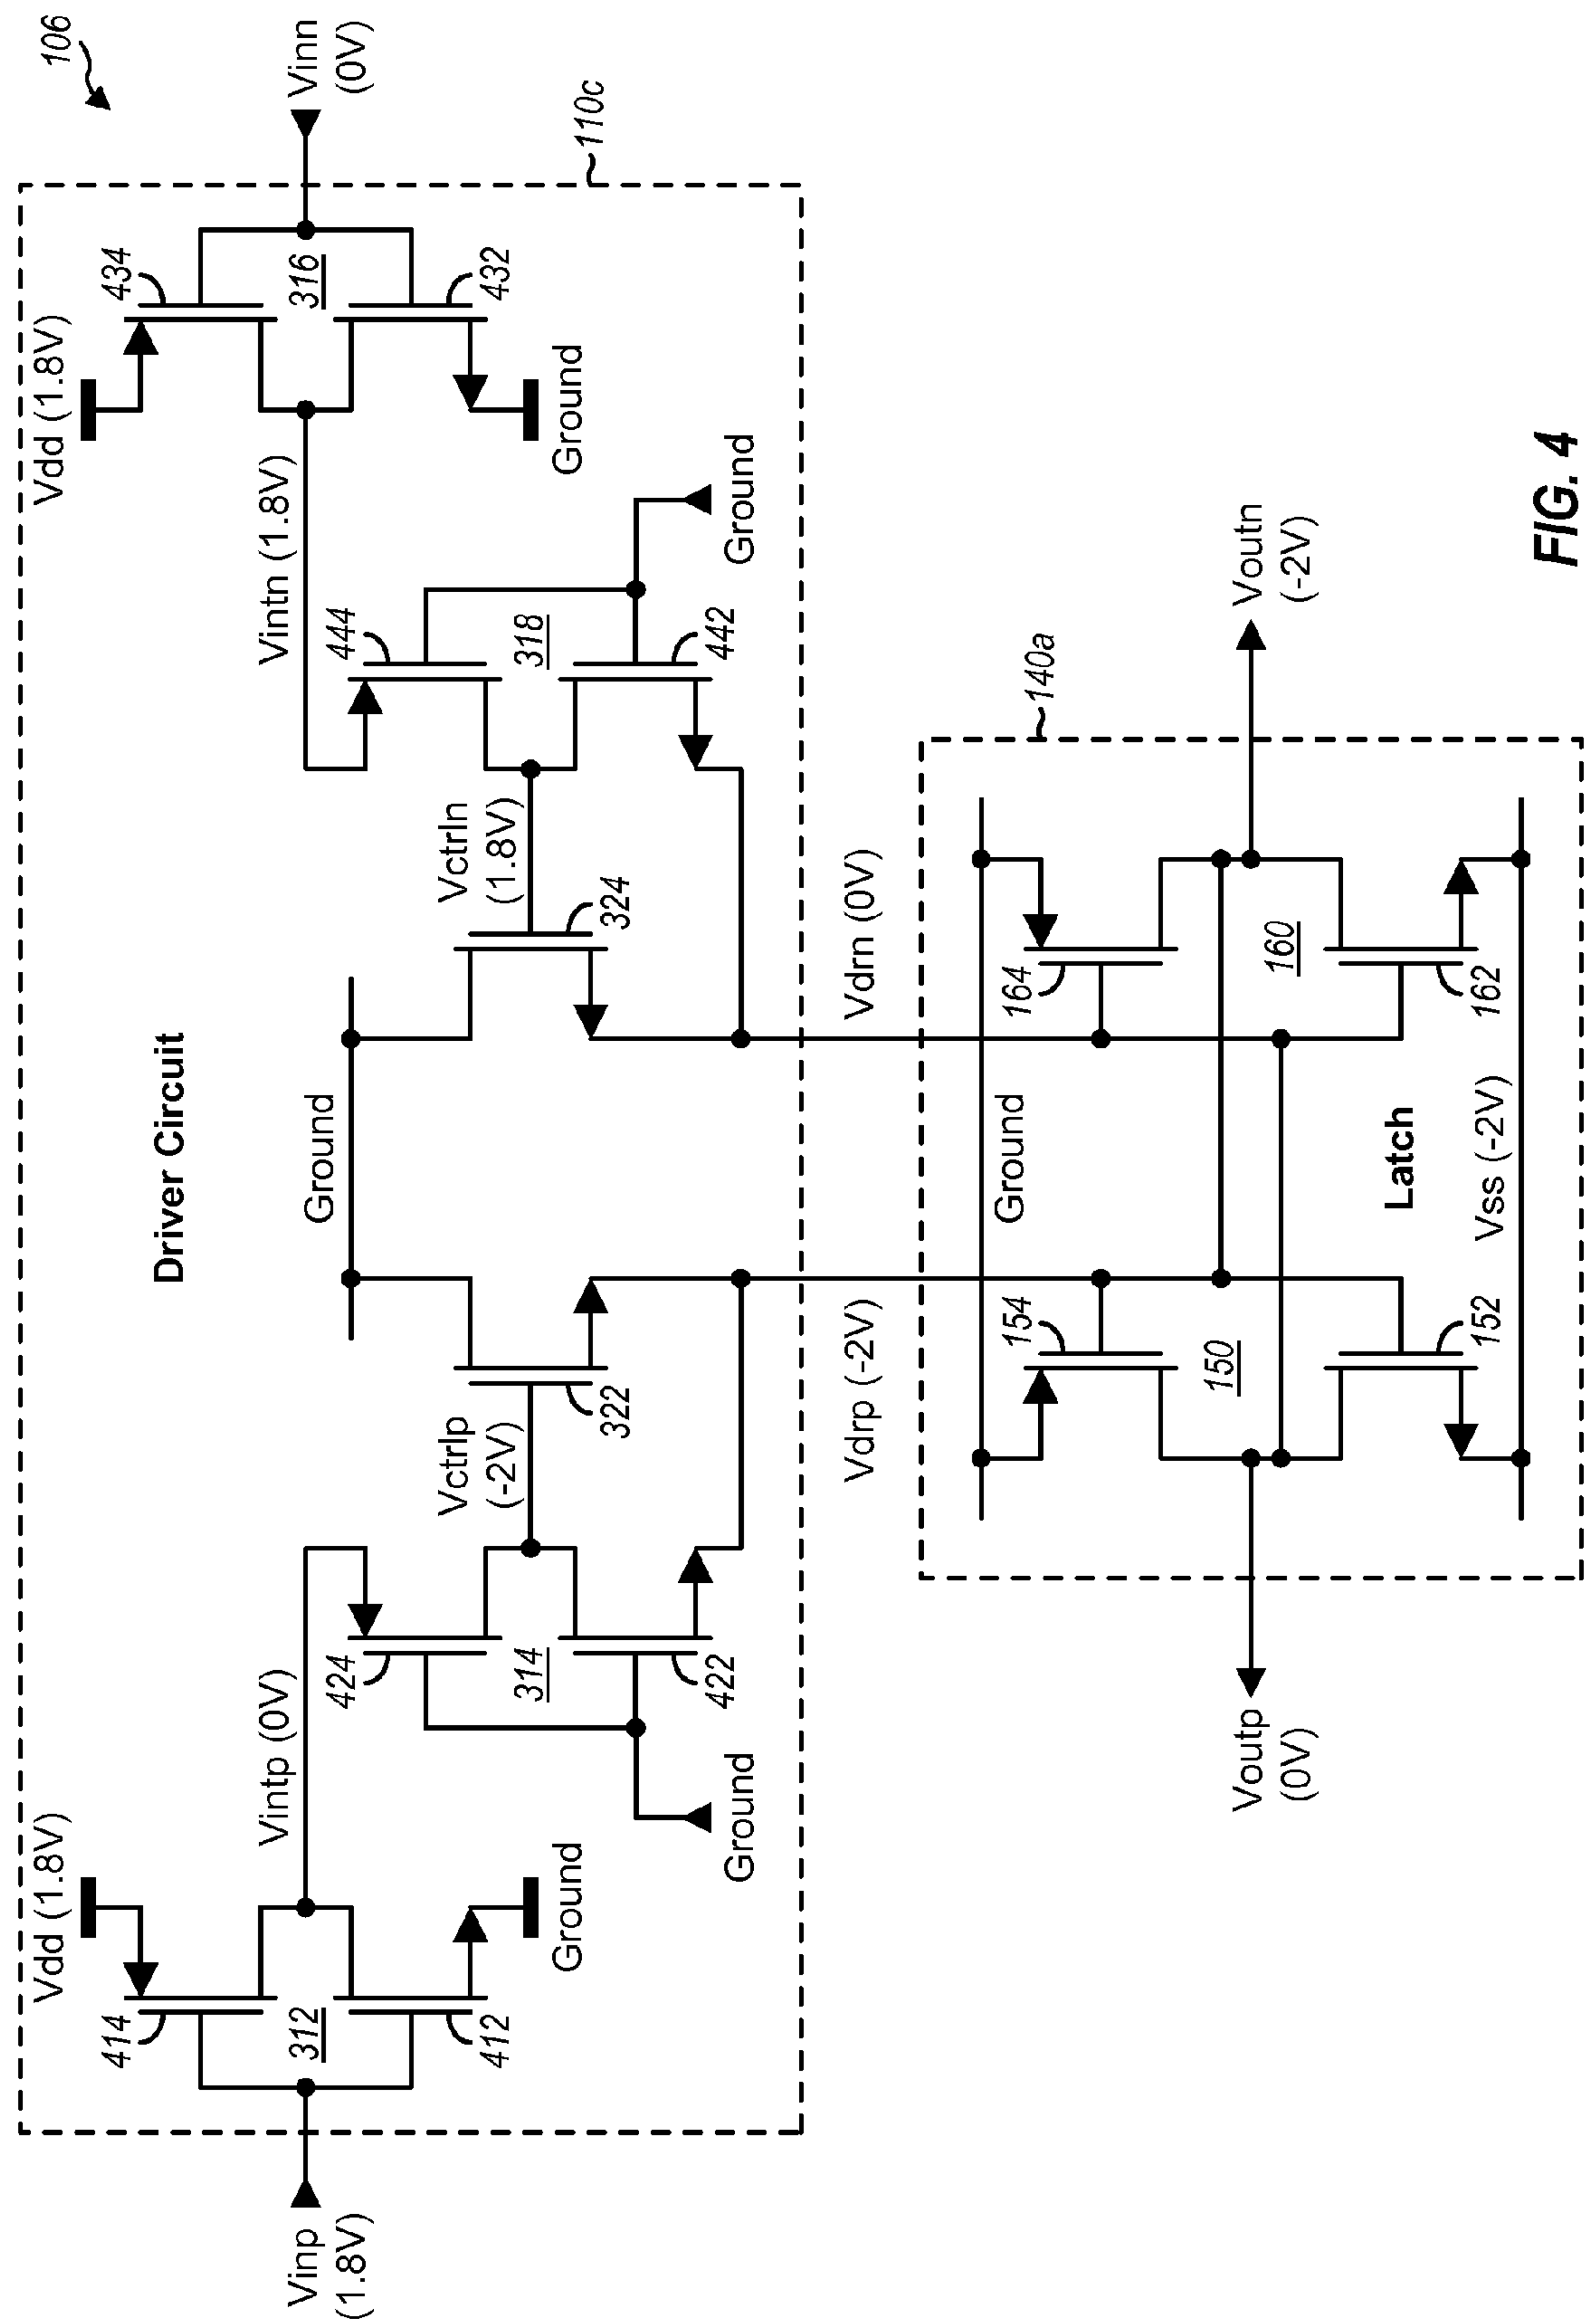 106
Driver Circuit
110c
Vdd (1.8V)
Vdd (1.8V)
414
434
Vinp
(1.8V)
312
Vintp (0V)
Ground
Vintn (1.8V)
316
Vinn
(0V)
412
432
Ground
Ground
424
444
314
Vctrlp
(-2V)
Vctrln
(1.8V)
318
422
322
324
442
Ground
Ground
Vdrp (-2V)
Vdrn (0V)
140a
Ground
154
164
150
160
Voutp
(0V)
Voutn
(-2V)
Latch
152
162
Vss (-2V)
FIG. 4